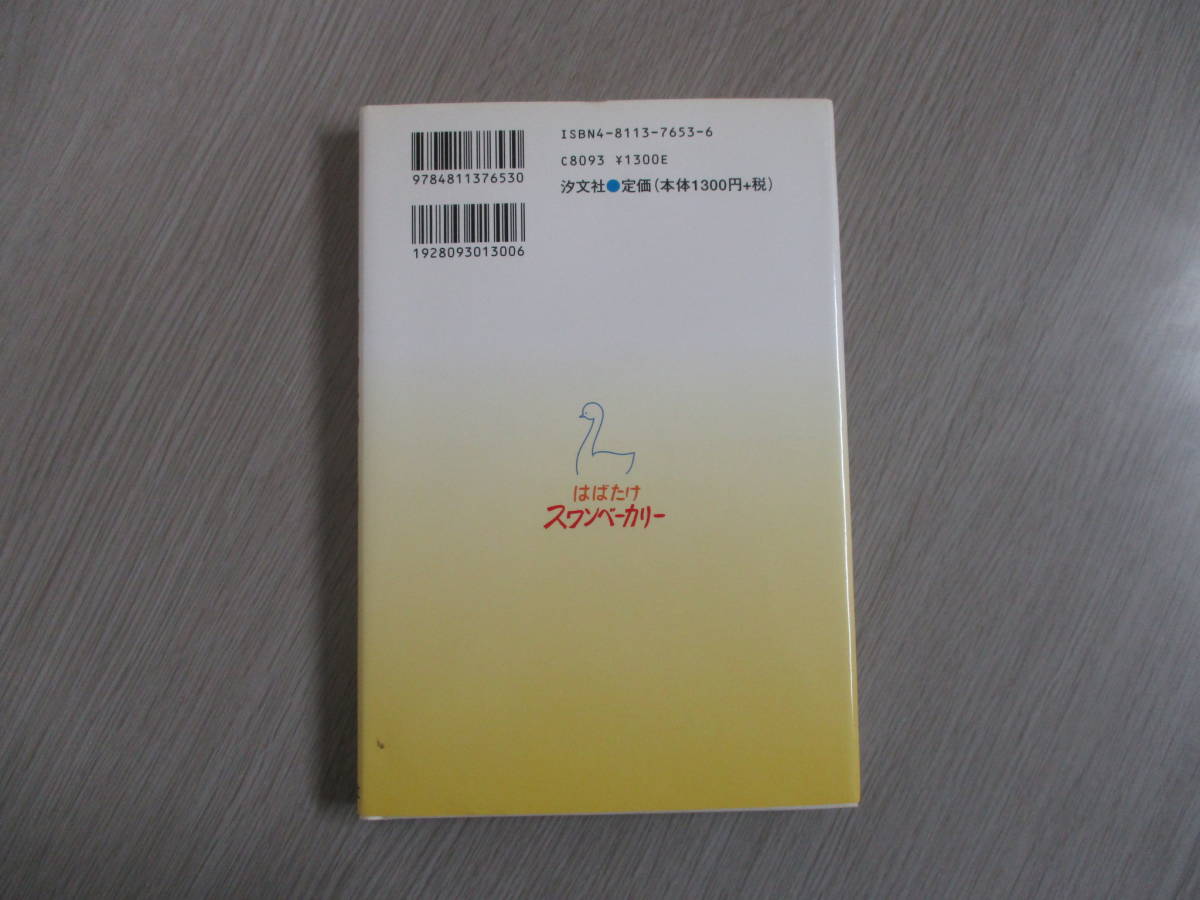 9784811376530
1928093013006
ISBN4-8113-7653-6
C8093 ¥1300E
汐文社●定価(本体1300円+税)
はばたけ
スワンベーカリー